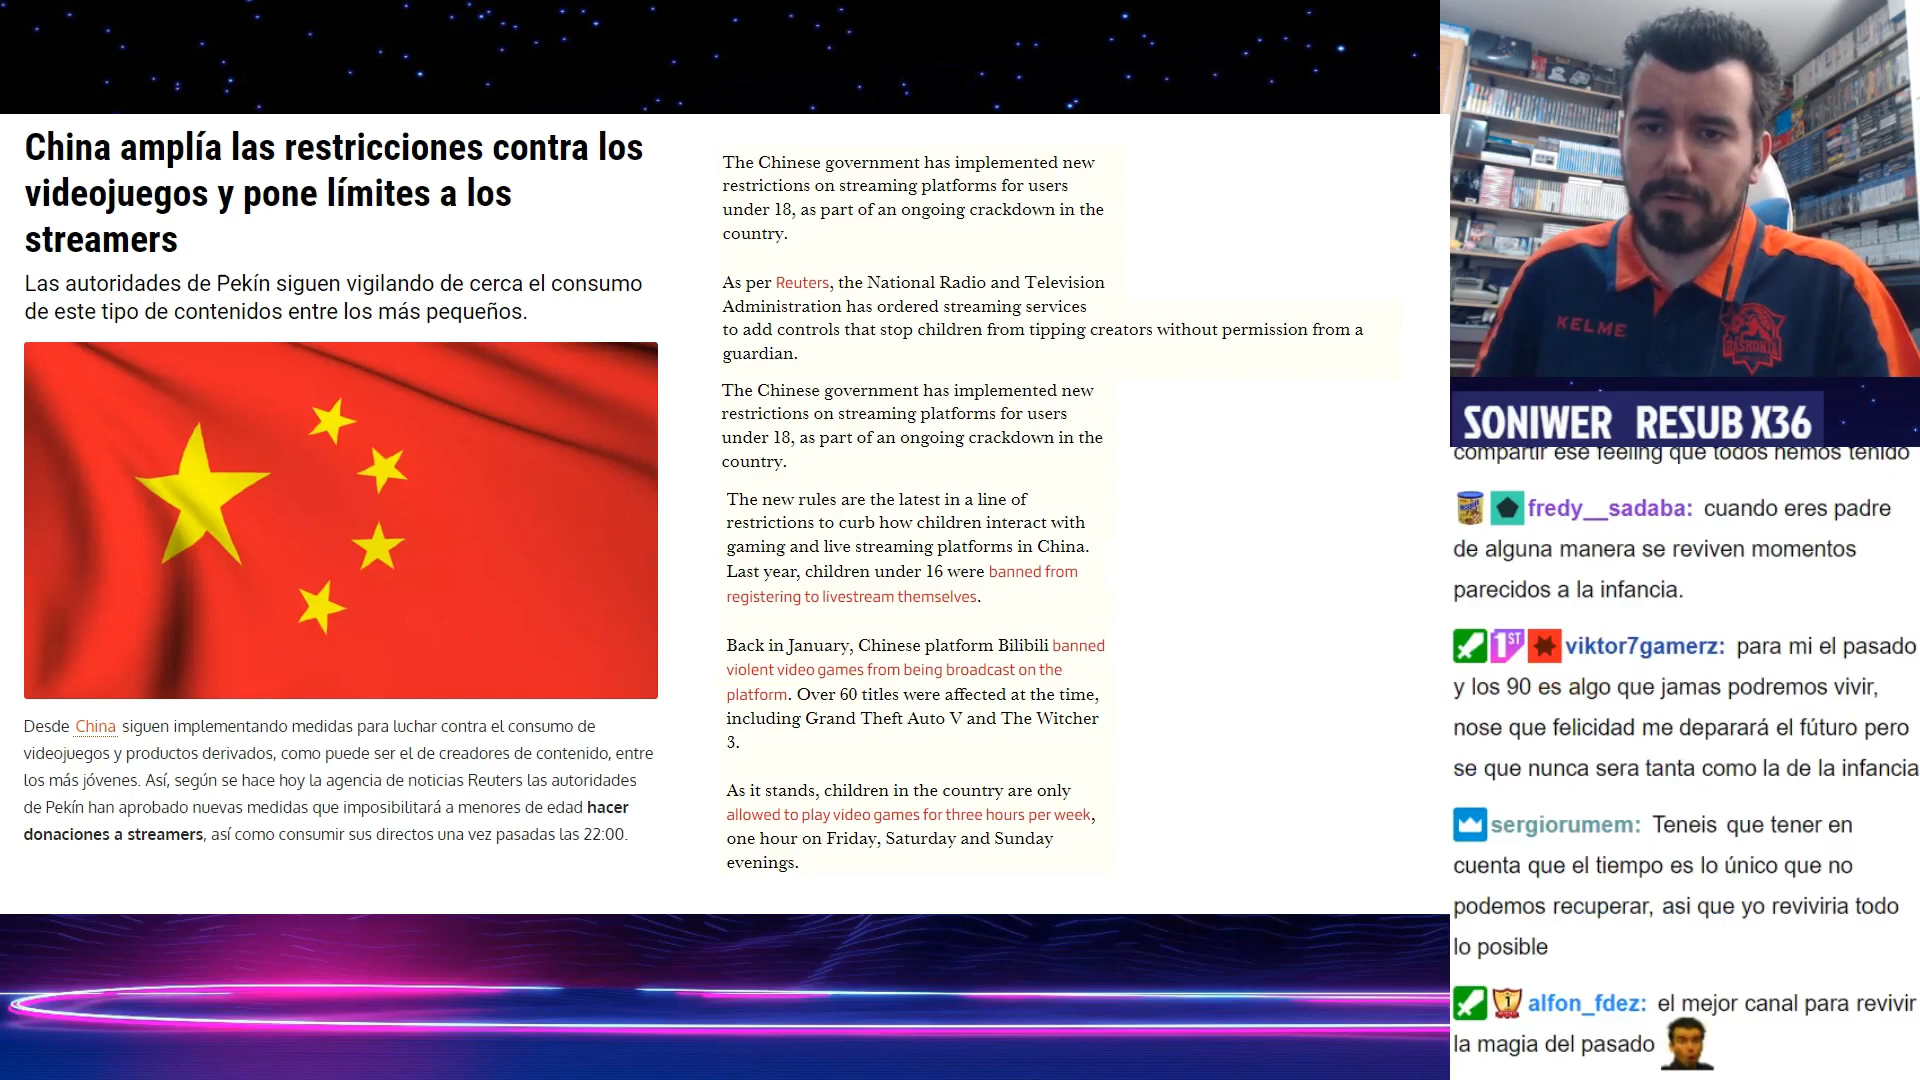 China amplía las restricciones contra los
videojuegos y pone límites a los
streamers
Las autoridades de Pekín siguen vigilando de cerca el consumo
de este tipo de contenidos entre los más pequeños.
Desde China siguen implementando medidas para luchar contra el consumo de
videojuegos y productos derivados, como puede ser el de creadores de contenido, entre
los más jóvenes. Así, según se hace hoy la agencia de noticias Reuters las autoridades
de Pekín han aprobado nuevas medidas que imposibilitará a menores de edad hacer
donaciones a streamers, así como consumir sus directos una vez pasadas las 22:00.
The Chinese government has implemented new
restrictions on streaming platforms for users
under 18, as part of an ongoing crackdown in the
country.
As per Reuters, the National Radio and Television
Administration has ordered streaming services
to add controls that stop children from tipping creators without permission from a
guardian.
The Chinese government has implemented new
restrictions on streaming platforms for users
under 18, as part of an ongoing crackdown in the
country.
The new rules are the latest in a line of
restrictions to curb how children interact with
gaming and live streaming platforms in China.
Last year, children under 16 were banned from
registering to livestream themselves.
Back in January, Chinese platform Bilibili banned
violent video games from being broadcast on the
platform. Over 60 titles were affected at the time,
including Grand Theft Auto V and The Witcher
3.
As it stands, children in the country are only
allowed to play video games for three hours per week,
one hour on Friday, Saturday and Sunday
evenings.
KELME
BASKONIA
SONIWER RESUB X36
compartir ese feeling que todos hemos tenido
fredy__sadaba: cuando eres padre
de alguna manera se reviven momentos
parecidos a la infancia.
1ST viktor7gamerz: para mi el pasado
y los 90 es algo que jamas podremos vivir,
nose que felicidad me deparará el fúturo pero
se que nunca sera tanta como la de la infancia
sergiorumem: Teneis que tener en
cuenta que el tiempo es lo único que no
podemos recuperar, asi que yo reviviria todo
lo posible
1 alfon_fdez: el mejor canal para revivir
la magia del pasado